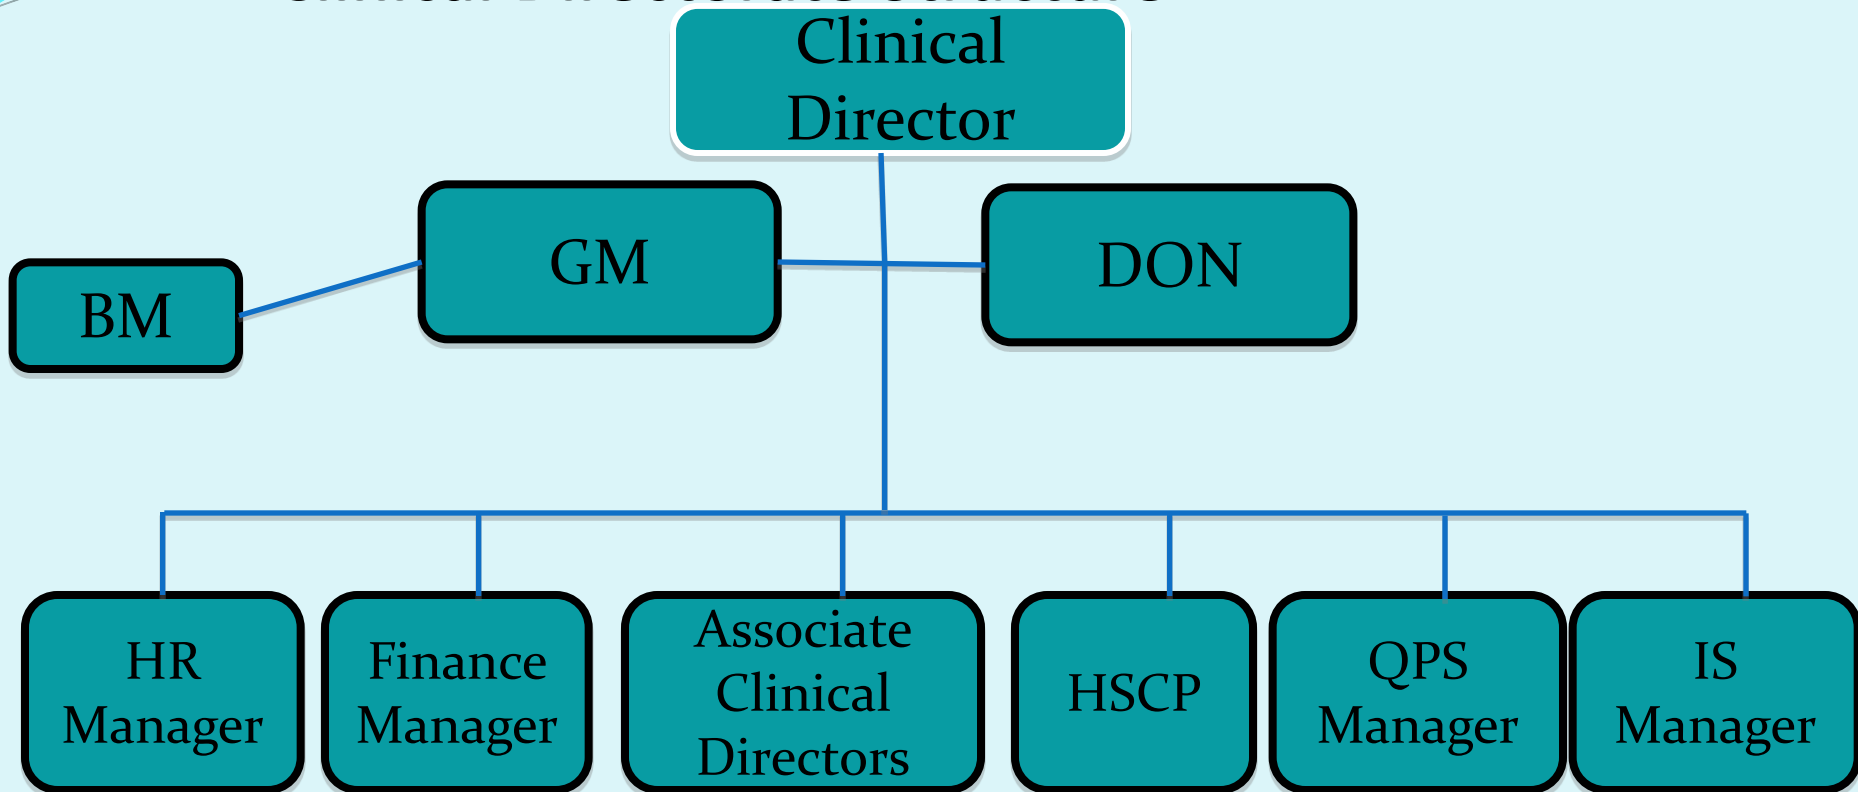 Clinical
Director
GM
DON
BM
HR
Manager
Finance
Manager
Associate
Clinical
Directors
HSCP
QPS
Manager
IS
Manager